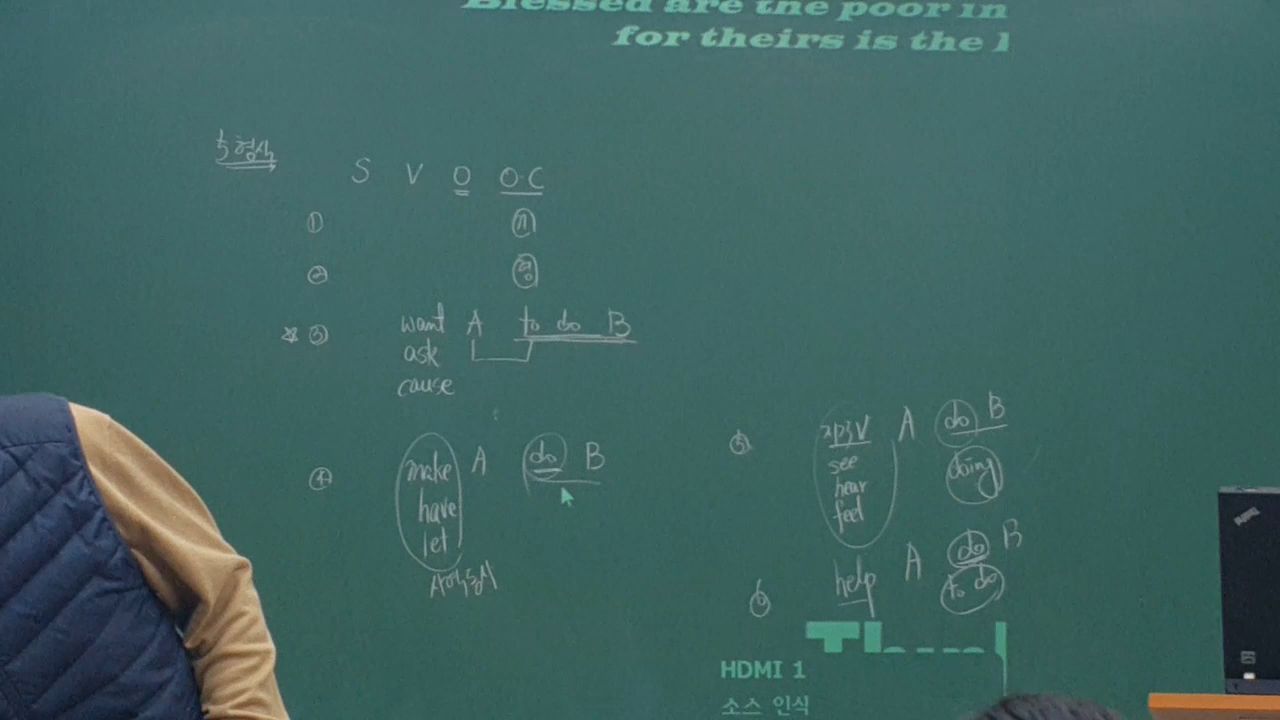 Blessed are the poor in
for theirs is the
5형식
S V O O.C
① ⓝ
② ⓐ
③ want A to do B
ask
cause
④ make A do B
have
let
사역동사
⑤ 지각V A do B
see doing
hear
feel
⑥ help A do B
to do
HDMI 1
소스 인식